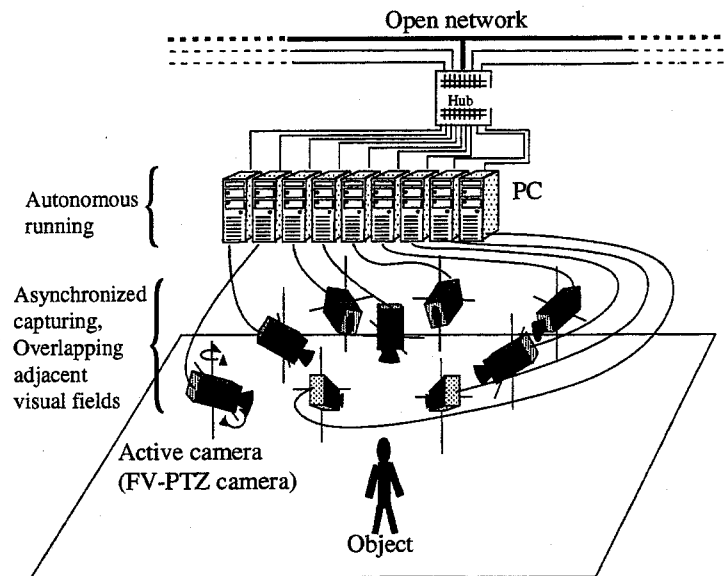 Open network
Hub
PC
Autonomous
running
Asynchronized
capturing,
Overlapping
adjacent
visual fields
Active camera
(FV-PTZ camera)
Object